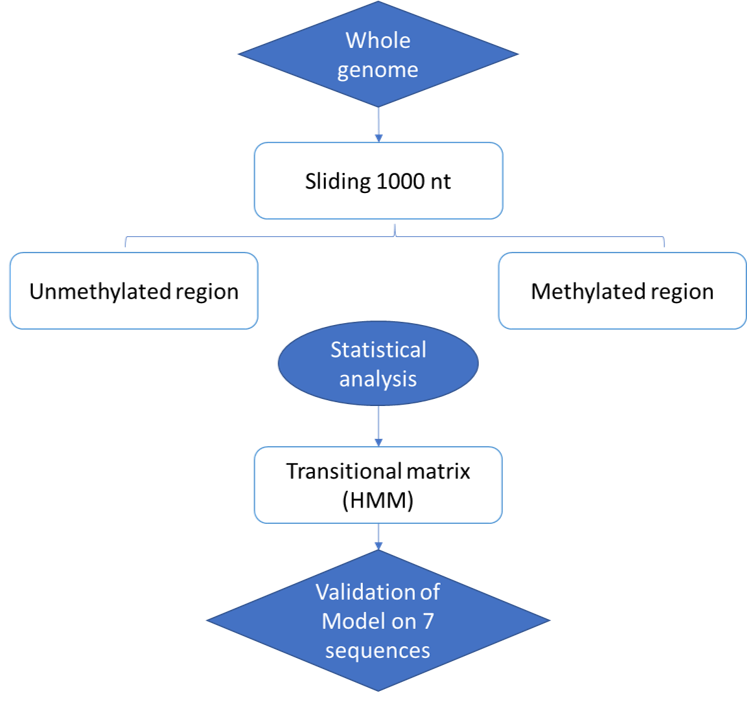 Whole
genome
Sliding 1000 nt
Unmethylated region
Methylated region
Statistical
analysis
Transitional matrix
(HMM)
Validation of
Model on 7
sequences